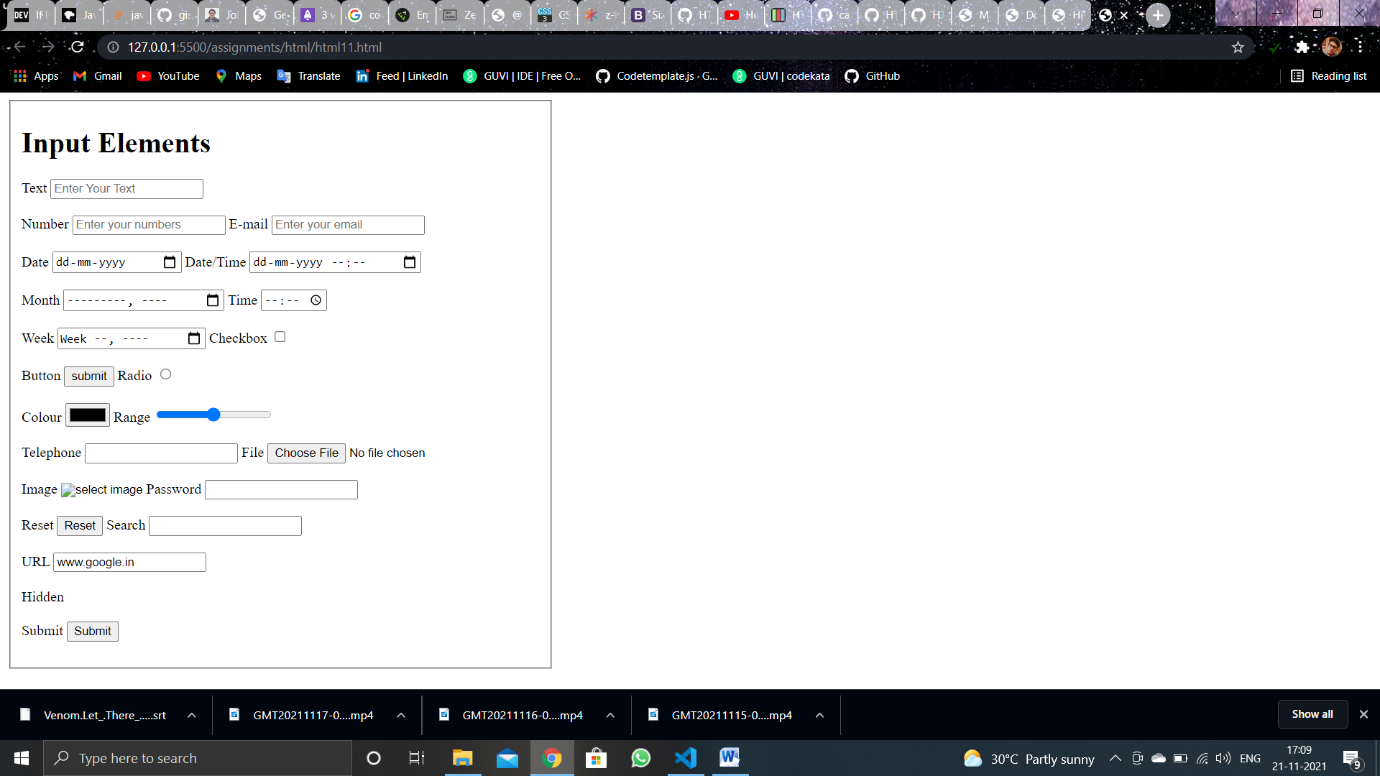 DEV
127.0.0.1:5500/assignments/html/html11.html
Apps Gmail YouTube Maps Translate Feed | LinkedIn GUVI | IDE | Free O... Codetemplate.js · G... GUVI | codekata GitHub Reading list
Input Elements
Text Enter Your Text
Number Enter your numbers E-mail Enter your email
Date dd-mm-yyyy Date/Time dd-mm-yyyy --:--
Month ---------, ---- Time --:--
Week Week --, ---- Checkbox
Button submit Radio
Colour Range
Telephone File Choose File No file chosen
Image select image Password
Reset Reset Search
URL www.google.in
Hidden
Submit Submit
Venom.Let_.There_.....srt GMT20211117-0....mp4 GMT20211116-0....mp4 GMT20211115-0....mp4 Show all
Type here to search 30°C Partly sunny ENG 17:09
21-11-2021 9